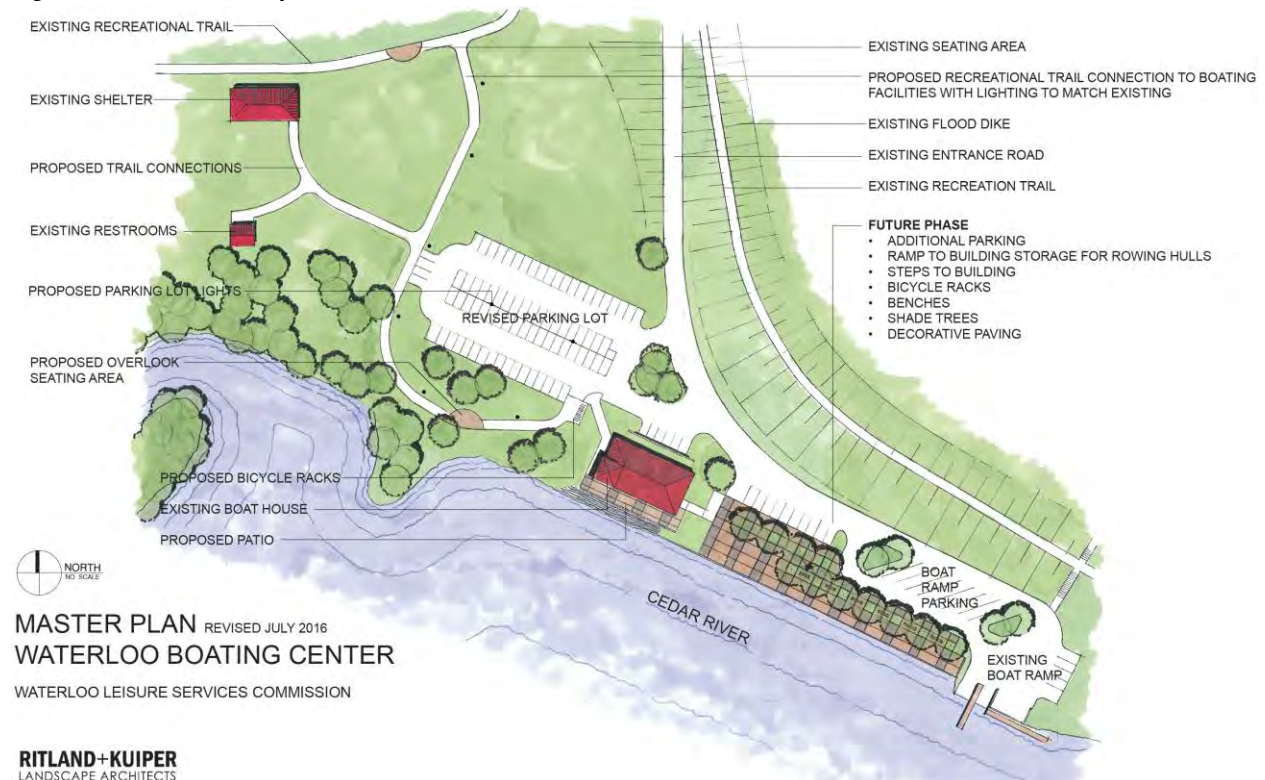 EXISTING RECREATIONAL TRAIL
EXISTING SHELTER
PROPOSED TRAIL CONNECTIONS
EXISTING RESTROOMS
PROPOSED PARKING LOT LIGHTS
PROPOSED OVERLOOK
SEATING AREA
PROPOSED BICYCLE RACKS
EXISTING BOAT HOUSE
PROPOSED PATIO
REVISED PARKING LOT
EXISTING SEATING AREA
PROPOSED RECREATIONAL TRAIL CONNECTION TO BOATING
FACILITIES WITH LIGHTING TO MATCH EXISTING
EXISTING FLOOD DIKE
EXISTING ENTRANCE ROAD
EXISTING RECREATION TRAIL
FUTURE PHASE
• ADDITIONAL PARKING
• RAMP TO BUILDING STORAGE FOR ROWING HULLS
• STEPS TO BUILDING
• BICYCLE RACKS
• BENCHES
• SHADE TREES
• DECORATIVE PAVING
BOAT
RAMP
PARKING
EXISTING
BOAT RAMP
CEDAR RIVER
NORTH
NO SCALE
MASTER PLAN REVISED JULY 2016
WATERLOO BOATING CENTER
WATERLOO LEISURE SERVICES COMMISSION
RITLAND+KUIPER
LANDSCAPE ARCHITECTS